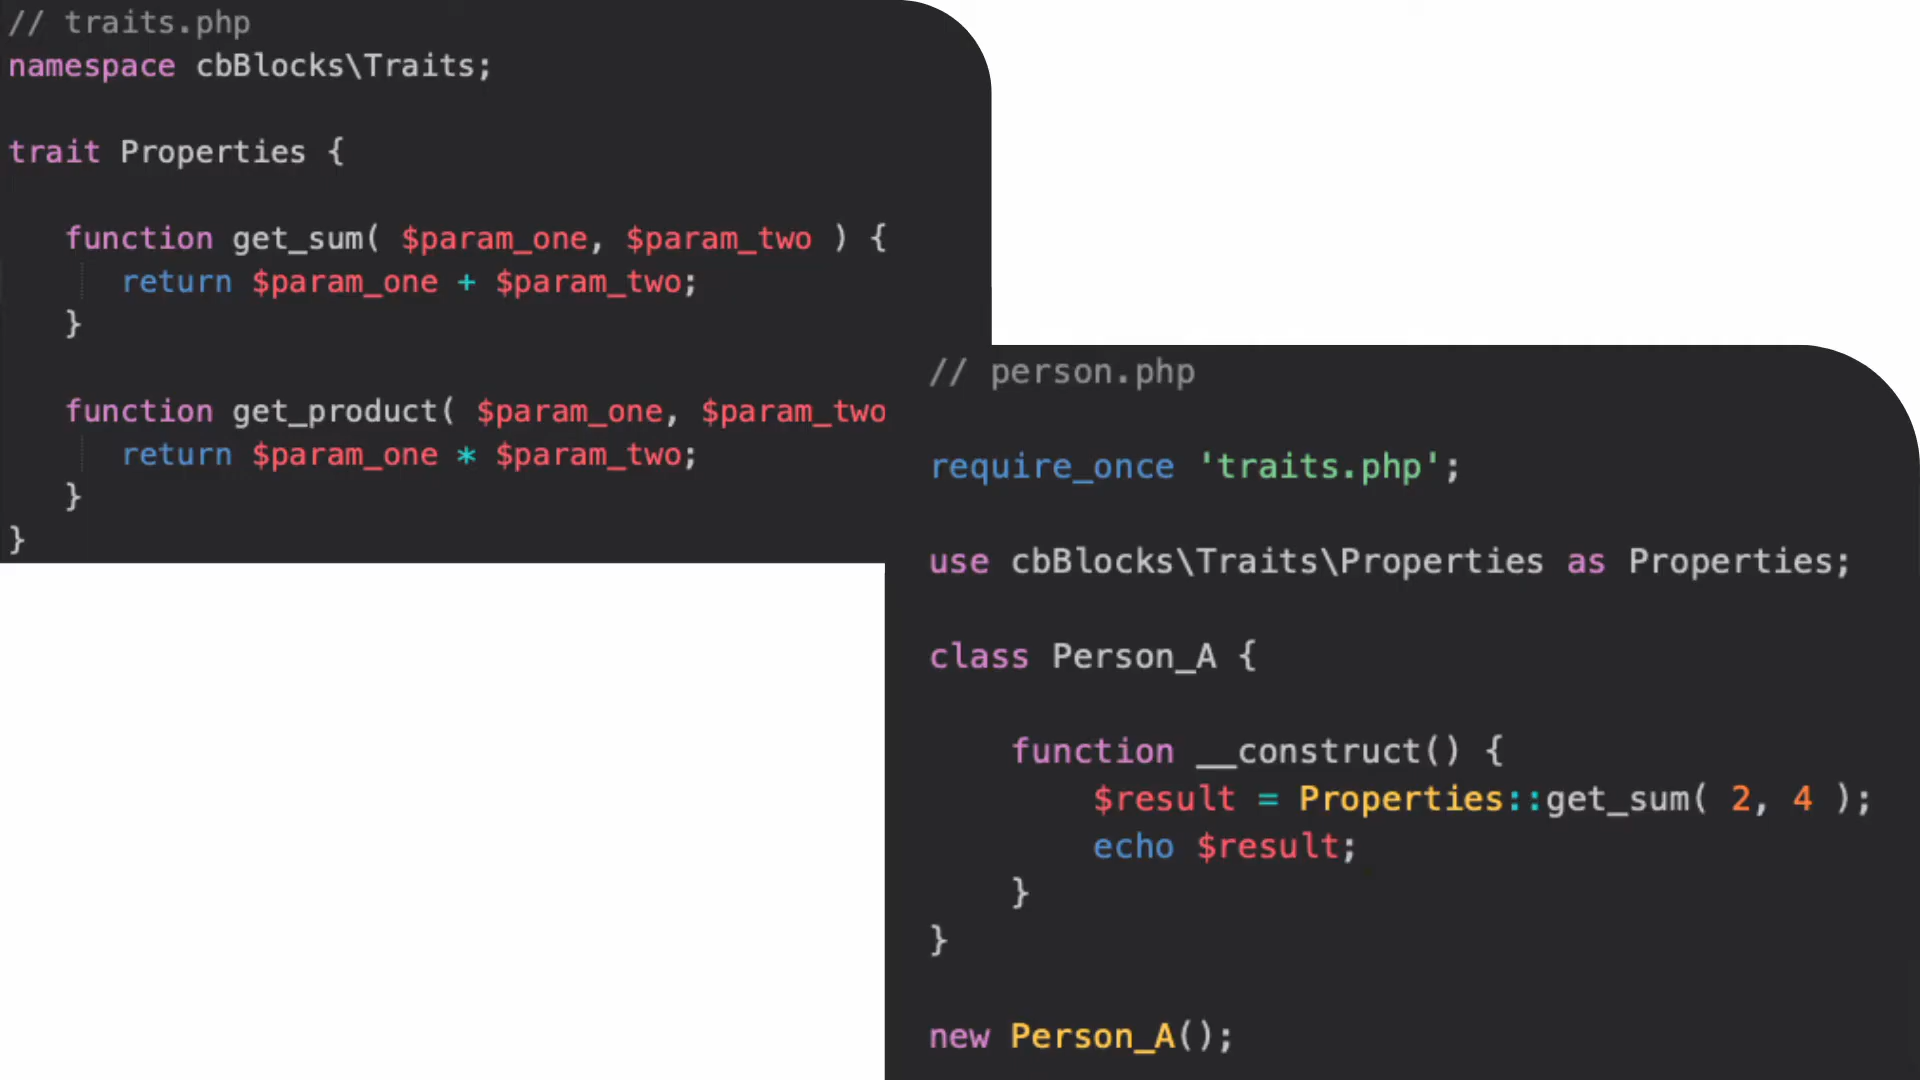 // traits.php
namespace cbBlocks\Traits;
trait Properties {
function get_sum( $param_one, $param_two ) {
return $param_one + $param_two;
}
function get_product( $param_one, $param_two
return $param_one * $param_two;
}
}
// person.php
require_once 'traits.php';
use cbBlocks\Traits\Properties as Properties;
class Person_A {
function __construct() {
$result = Properties::get_sum( 2, 4 );
echo $result;
}
}
new Person_A();